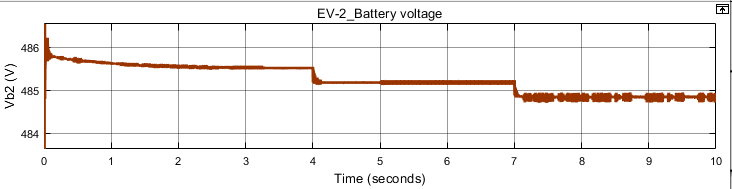 EV-2_Battery voltage
486
485
484
Vb2 (V)
0 1 2 3 4 5 6 7 8 9 10
Time (seconds)